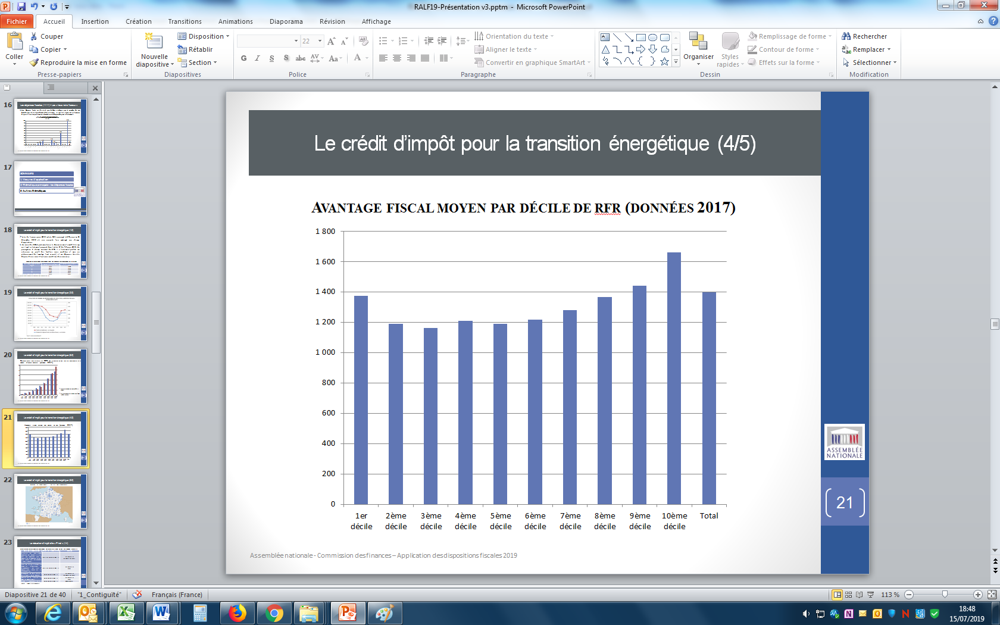 RALF19-Présentation v3.pptm - Microsoft PowerPoint
Fichier Accueil Insertion Création Transitions Animations Diaporama Révision Affichage
Coller
Couper
Copier
Reproduire la mise en forme
Presse-papiers
Nouvelle
diapositive
Disposition
Rétablir
Section
Diapositives
22
G I S S abc AV Aa A
Police
Orientation du texte
Aligner le texte
Convertir en graphique SmartArt
Paragraphe
Organiser
Styles
rapides
Remplissage de forme
Contour de forme
Effets sur la forme
Dessin
Rechercher
Remplacer
Sélectionner
Modification
16
17
SOMMAIRE
18
19
20
21
22
23
Le crédit d’impôt pour la transition énergétique (4/5)
AVANTAGE FISCAL MOYEN PAR DÉCILE DE RFR (DONNÉES 2017)
1 800
1 600
1 400
1 200
1 000
800
600
400
200
0
1er décile
2ème décile
3ème décile
4ème décile
5ème décile
6ème décile
7ème décile
8ème décile
9ème décile
10ème décile
Total
ASSEMBLÉE
NATIONALE
21
Assemblée nationale - Commission des finances – Application des dispositions fiscales 2019
Diapositive 21 de 40 "1_Contiguïté" Français (France) 113 %
18:48
15/07/2019